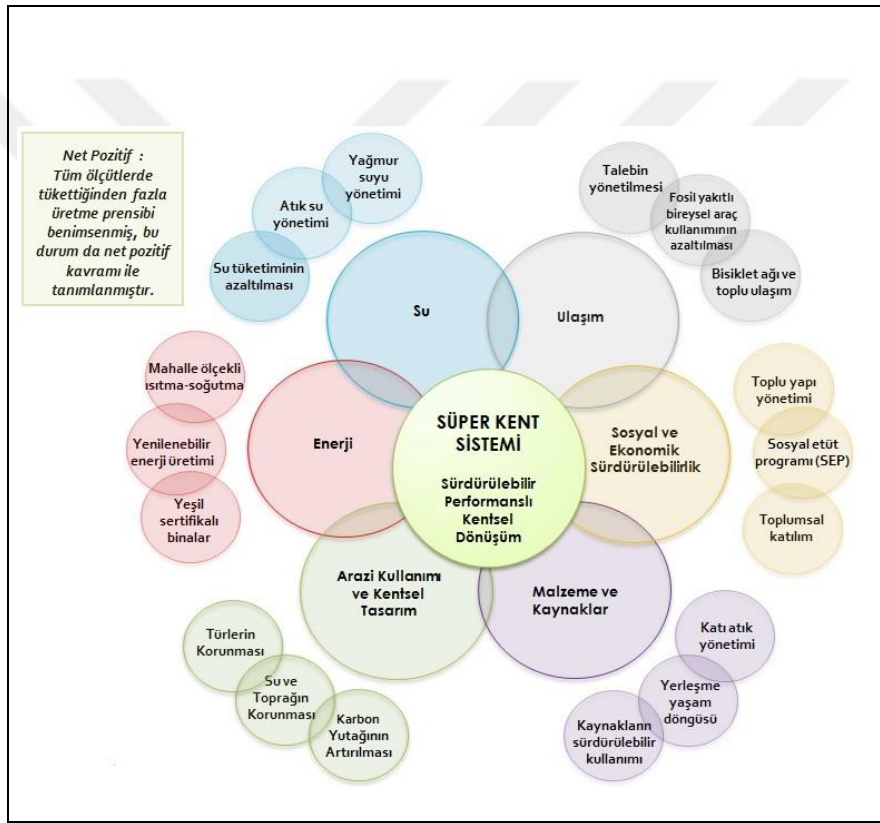 Net Pozitif :
Tüm ölçütlerde
tükettiğinden fazla
üretme prensibi
benimsenmiş, bu
durum da net pozitif
kavramı ile
tanımlanmıştır.
Yağmur
suyu
yönetimi
Atık su
yönetimi
Su tüketiminin
azaltılması
Su
Talebin
yönetilmesi
Fosil yakıtlı
bireysel araç
kullanımının
azaltılması
Bisiklet ağı ve
toplu ulaşım
Ulaşım
Mahalle ölçekli
ısıtma-soğutma
Yenilenebilir
enerji üretimi
Yeşil
sertifikalı
binalar
Enerji
SÜPER KENT
SİSTEMİ
Sürdürülebilir
Performanslı
Kentsel
Dönüşüm
Sosyal ve
Ekonomik
Sürdürülebilirlik
Toplu yapı
yönetimi
Sosyal etüt
programı (SEP)
Toplumsal
katılım
Arazi Kullanımı
ve Kentsel
Tasarım
Türlerin
Korunması
Su ve
Toprağın
Korunması
Karbon
Yutağının
Artırılması
Malzeme ve
Kaynaklar
Katı atık
yönetimi
Yerleşme
yaşam
döngüsü
Kaynakların
sürdürülebilir
kullanımı